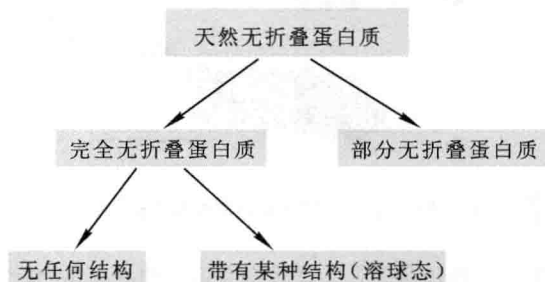 天然无折叠蛋白质
完全无折叠蛋白质
部分无折叠蛋白质
无任何结构
带有某种结构(溶球态)